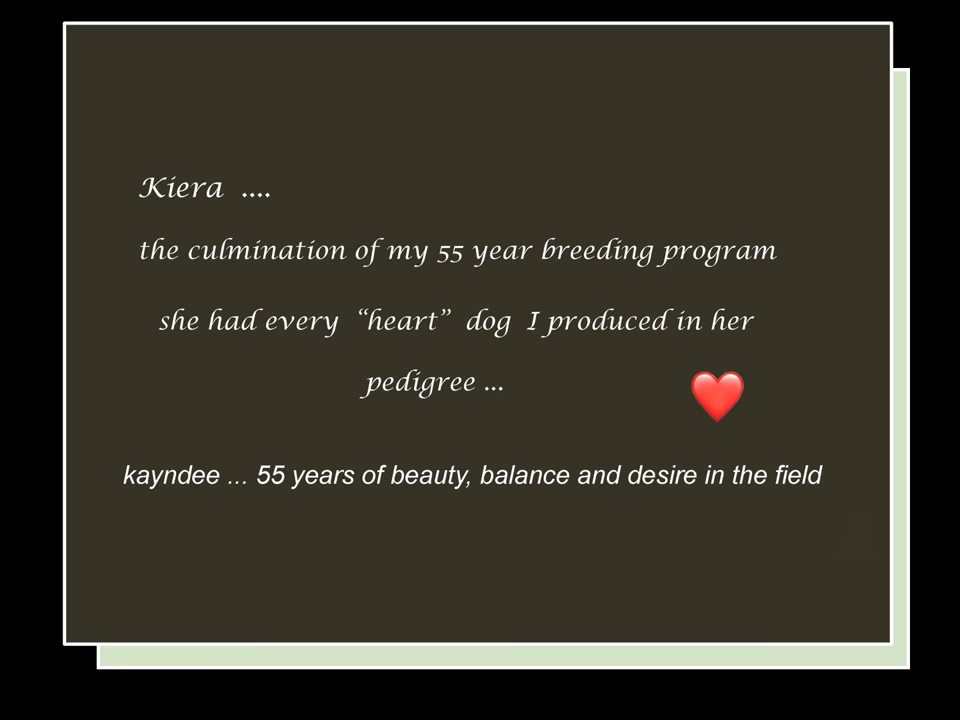 Kiera ....
the culmination of my 55 year breeding program
she had every “heart” dog I produced in her
pedigree ...
kayndee ... 55 years of beauty, balance and desire in the field